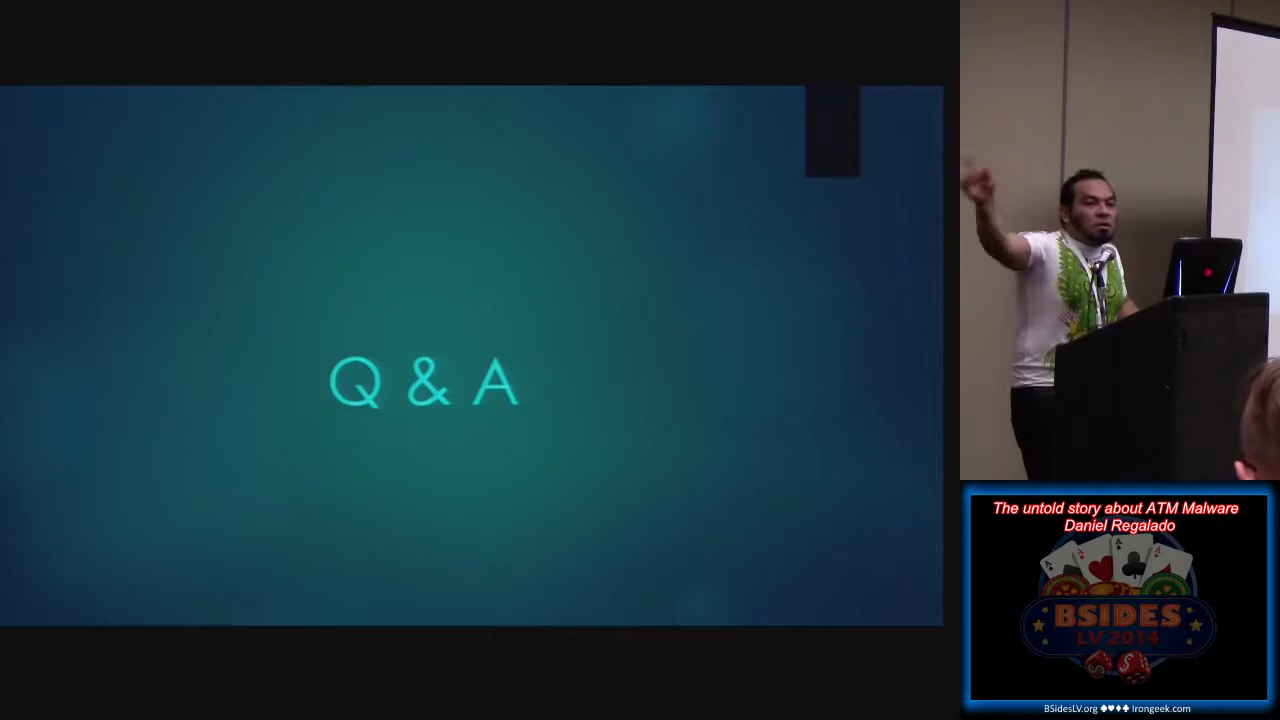 Q & A
The untold story about ATM Malware
Daniel Regalado
BSIDES
LV 2014
BSidesLV.org ♠♥♦♣ Irongeek.com